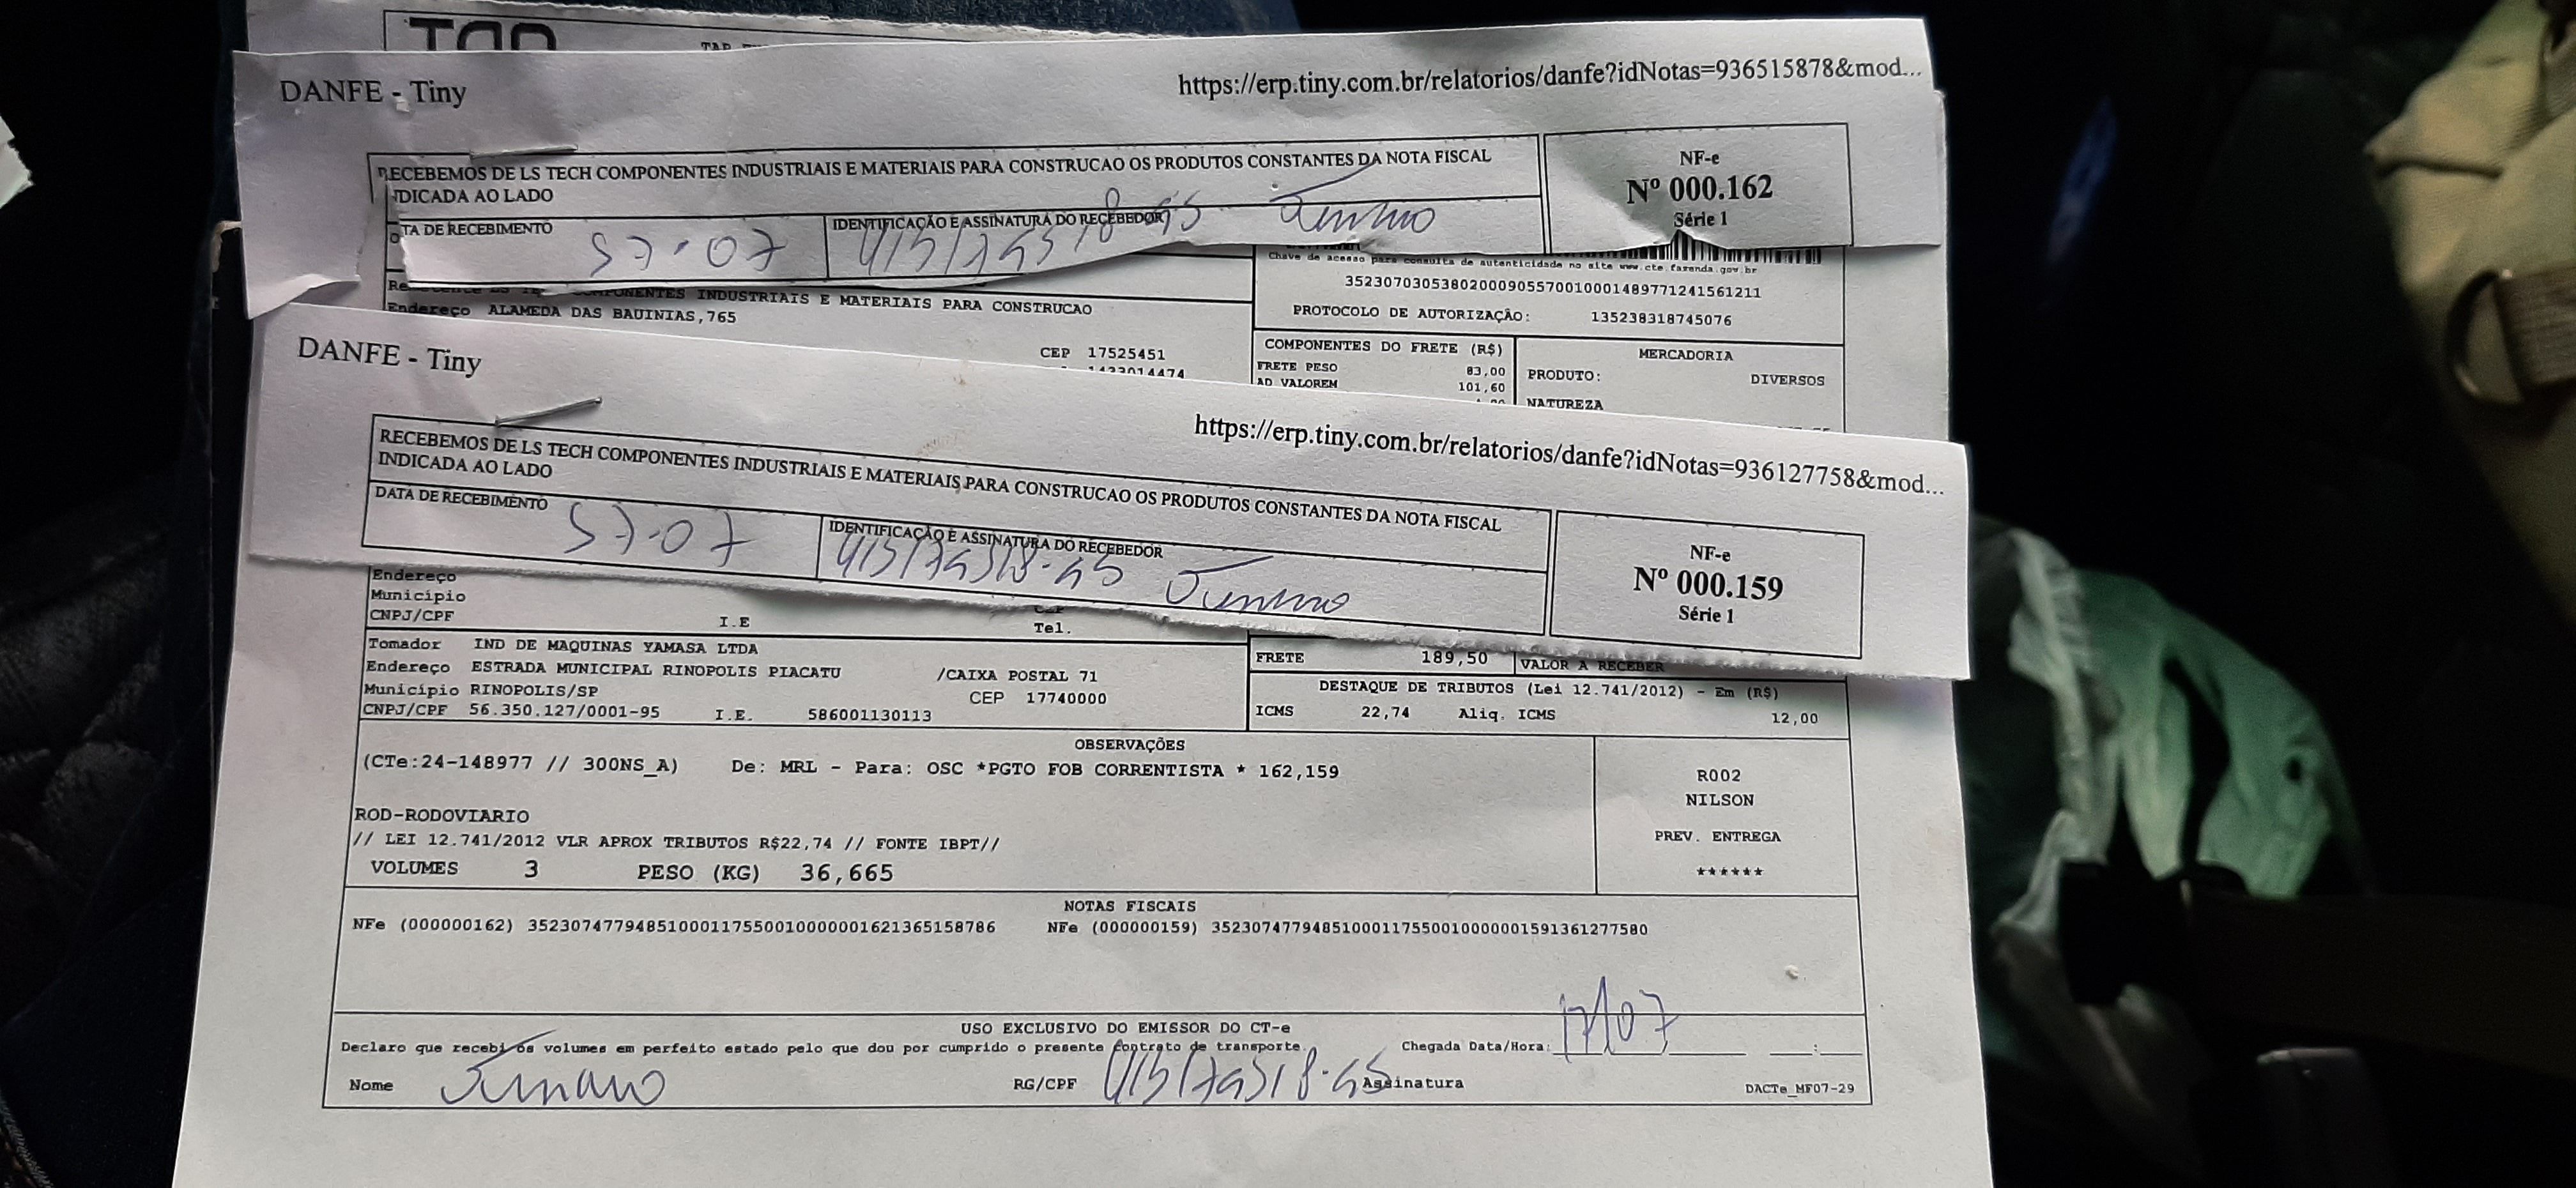 DANFE - Tiny
https://erp.tiny.com.br/relatorios/danfe?idNotas=936515878&mod...
RECEBEMOS DE LS TECH COMPONENTES INDUSTRIAIS E MATERIAIS PARA CONSTRUCAO OS PRODUTOS CONSTANTES DA NOTA FISCAL
INDICADA AO LADO
NF-e
Nº 000.162
Série 1
TA DE RECEBIMENTO
IDENTIFICAÇÃO E ASSINATURA DO RECEBEDOR
Chave de acesso para consulta de autenticidade no site www.cte.fazenda.gov.br
35230703053802000905570010001489771241561211
COMPONENTES INDUSTRIAIS E MATERIAIS PARA CONSTRUCAO
Endereço ALAMEDA DAS BAUINIAS,765
PROTOCOLO DE AUTORIZAÇÃO: 135238318745076
CEP 17525451
1433014474
COMPONENTES DO FRETE (R$)
FRETE PESO 83,00
AD VALOREM 101,60
MERCADORIA
PRODUTO: DIVERSOS
NATUREZA
DANFE - Tiny
https://erp.tiny.com.br/relatorios/danfe?idNotas=936127758&mod...
RECEBEMOS DE LS TECH COMPONENTES INDUSTRIAIS E MATERIAIS PARA CONSTRUCAO OS PRODUTOS CONSTANTES DA NOTA FISCAL
INDICADA AO LADO
DATA DE RECEBIMENTO
IDENTIFICAÇÃO E ASSINATURA DO RECEBEDOR
NF-e
Nº 000.159
Série 1
Endereço
Município
CNPJ/CPF I.E Tel.
Tomador IND DE MAQUINAS YAMASA LTDA
Endereço ESTRADA MUNICIPAL RINOPOLIS PIACATU /CAIXA POSTAL 71
Município RINOPOLIS/SP CEP 17740000
CNPJ/CPF 56.350.127/0001-95 I.E. 586001130113
FRETE 189,50 VALOR A RECEBER
DESTAQUE DE TRIBUTOS (Lei 12.741/2012) - Em (R$)
ICMS 22,74 Aliq. ICMS 12,00
OBSERVAÇÕES
(CTe:24-148977 // 300NS_A) De: MRL - Para: OSC *PGTO FOB CORRENTISTA * 162,159
ROD-RODOVIARIO
// LEI 12.741/2012 VLR APROX TRIBUTOS R$22,74 // FONTE IBPT//
VOLUMES 3 PESO (KG) 36,665
R002
NILSON
PREV. ENTREGA
******
NOTAS FISCAIS
NFe (000000162) 35230747794851000117550010000001621365158786 NFe (000000159) 35230747794851000117550010000001591361277580
USO EXCLUSIVO DO EMISSOR DO CT-e
Declaro que recebi os volumes em perfeito estado pelo que dou por cumprido o presente contrato de transporte. Chegada Data/Hora: 17/07
Nome RG/CPF Assinatura
DACTe_MF07-29